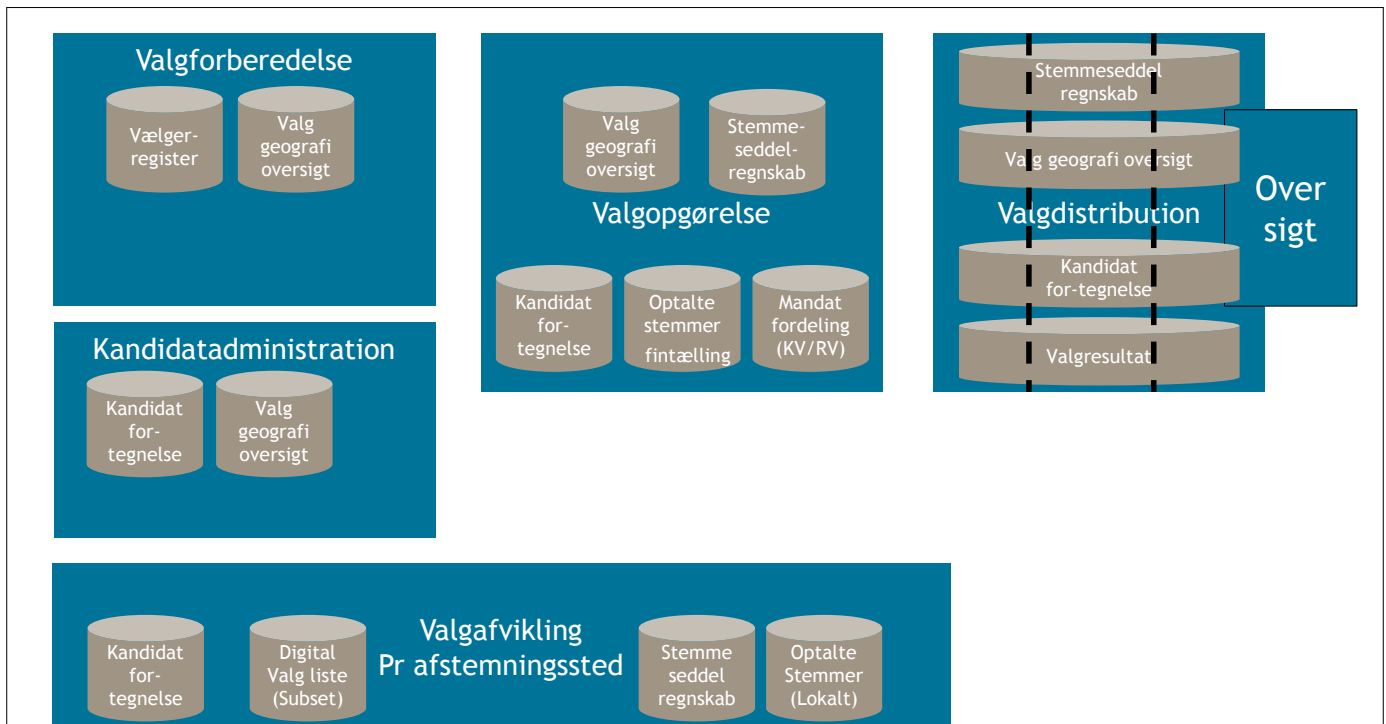 Valgforberedelse
Vælger-
register
Valg
geografi
oversigt
Kandidatadministration
Kandidat
for-
tegnelse
Valg
geografi
oversigt
Valg
geografi
oversigt
Stemme-
seddel-
regnskab
Valgopgørelse
Kandidat
for-
tegnelse
Optalte
stemmer
fintælling
Mandat
fordeling
(KV/RV)
Stemmeseddel
regnskab
Valg geografi oversigt
Valgdistribution
Kandidat
for-tegnelse
Valgresultat
Over
sigt
Kandidat
for-
tegnelse
Digital
Valg liste
(Subset)
Valgafvikling
Pr afstemningssted
Stemme
seddel
regnskab
Optalte
Stemmer
(Lokalt)